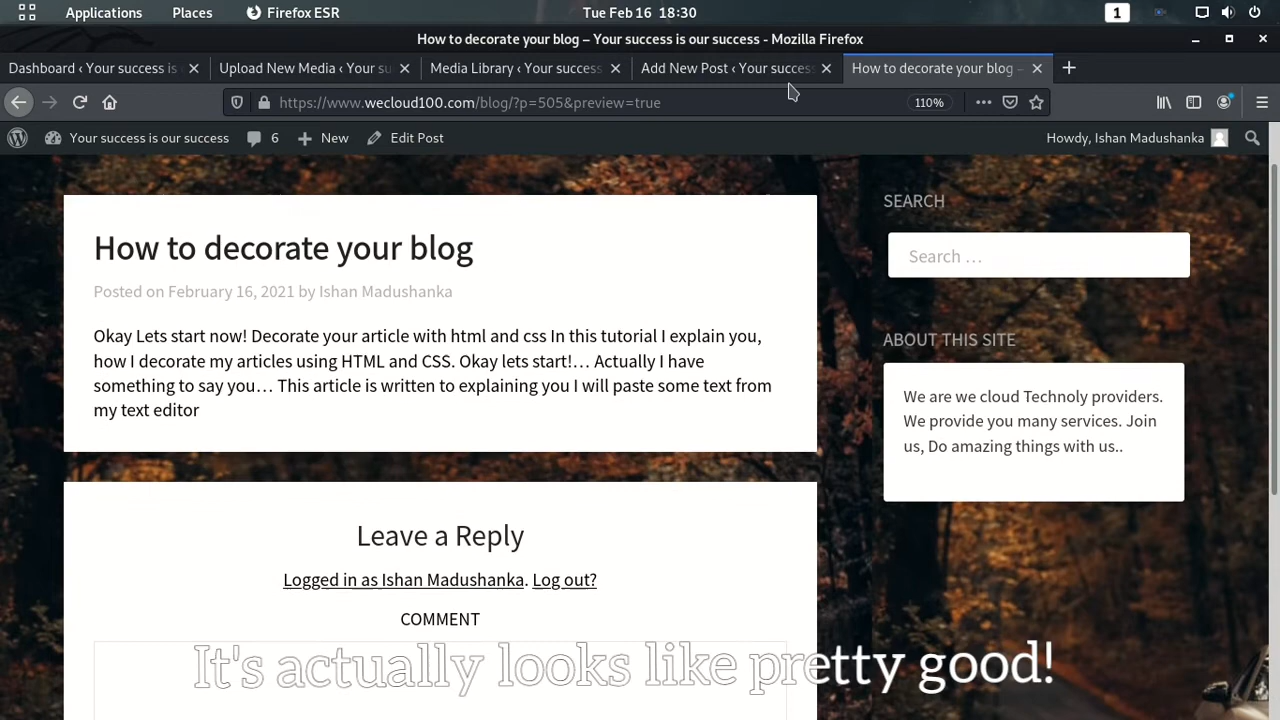 Applications Places Firefox ESR Tue Feb 16 18:30 1
How to decorate your blog – Your success is our success - Mozilla Firefox
Dashboard ‹ Your success is Upload New Media ‹ Your su Media Library ‹ Your success Add New Post ‹ Your success How to decorate your blog –
https://www.wecloud100.com/blog/?p=505&preview=true 110%
Your success is our success 6 New Edit Post Howdy, Ishan Madushanka
SEARCH
Search …
How to decorate your blog
Posted on February 16, 2021 by Ishan Madushanka
Okay Lets start now! Decorate your article with html and css In this tutorial I explain you,
how I decorate my articles using HTML and CSS. Okay lets start!… Actually I have
something to say you… This article is written to explaining you I will paste some text from
my text editor
ABOUT THIS SITE
We are we cloud Technoly providers.
We provide you many services. Join
us, Do amazing things with us..
Leave a Reply
Logged in as Ishan Madushanka. Log out?
COMMENT
It's actually looks like pretty good!